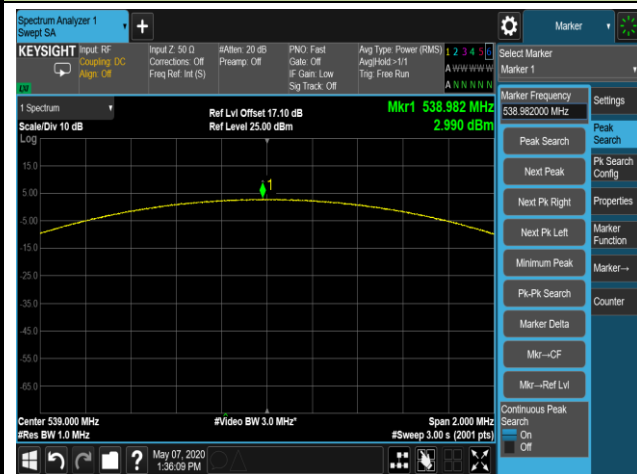 Spectrum Analyzer 1
Swept SA
Marker
KEYSIGHT
Input: RF
Coupling: DC
Align: Off
Input Z: 50 Ω
Corrections: Off
Freq Ref: Int (S)
#Atten: 20 dB
Preamp: Off
PNO: Fast
Gate: Off
IF Gain: Low
Sig Track: Off
Avg Type: Power (RMS)
Avg|Hold:>1/1
Trig: Free Run
1 2 3 4 5 6
A W W W W W
A N N N N N
Select Marker
Marker 1
1 Spectrum
Scale/Div 10 dB
Log
Ref Lvl Offset 17.10 dB
Ref Level 25.00 dBm
Mkr1 538.982 MHz
2.990 dBm
15.0
5.00
-5.00
-15.0
-25.0
-35.0
-45.0
-55.0
-65.0
1
Center 539.000 MHz
#Res BW 1.0 MHz
#Video BW 3.0 MHz*
Span 2.000 MHz
#Sweep 3.00 s (2001 pts)
Marker Frequency
538.982000 MHz
Peak Search
Next Peak
Next Pk Right
Next Pk Left
Minimum Peak
Pk-Pk Search
Marker Delta
Mkr→CF
Mkr→Ref Lvl
Continuous Peak
Search
On
Off
Settings
Peak
Search
Pk Search
Config
Properties
Marker
Function
Marker→
Counter
May 07, 2020
1:36:09 PM